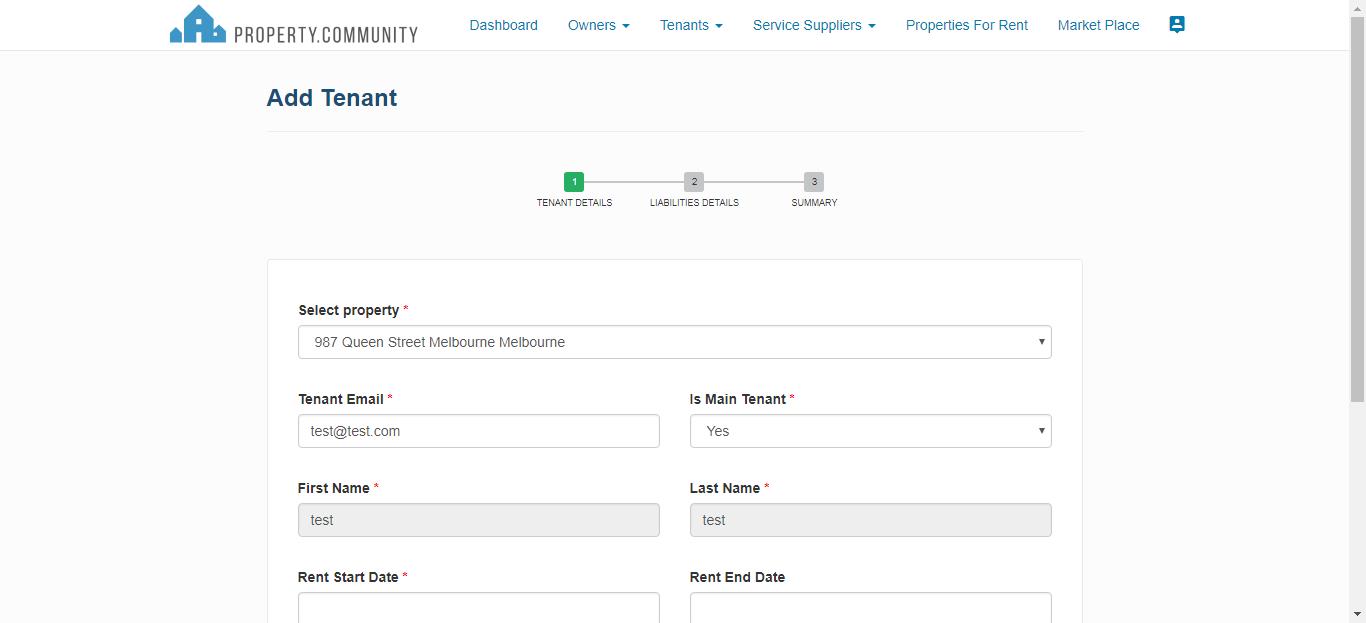 PROPERTY.COMMUNITY Dashboard Owners Tenants Service Suppliers Properties For Rent Market Place
Add Tenant
1 2 3
TENANT DETAILS LIABILITIES DETAILS SUMMARY
Select property *
987 Queen Street Melbourne Melbourne
Tenant Email * Is Main Tenant *
test@test.com Yes
First Name * Last Name *
test test
Rent Start Date * Rent End Date